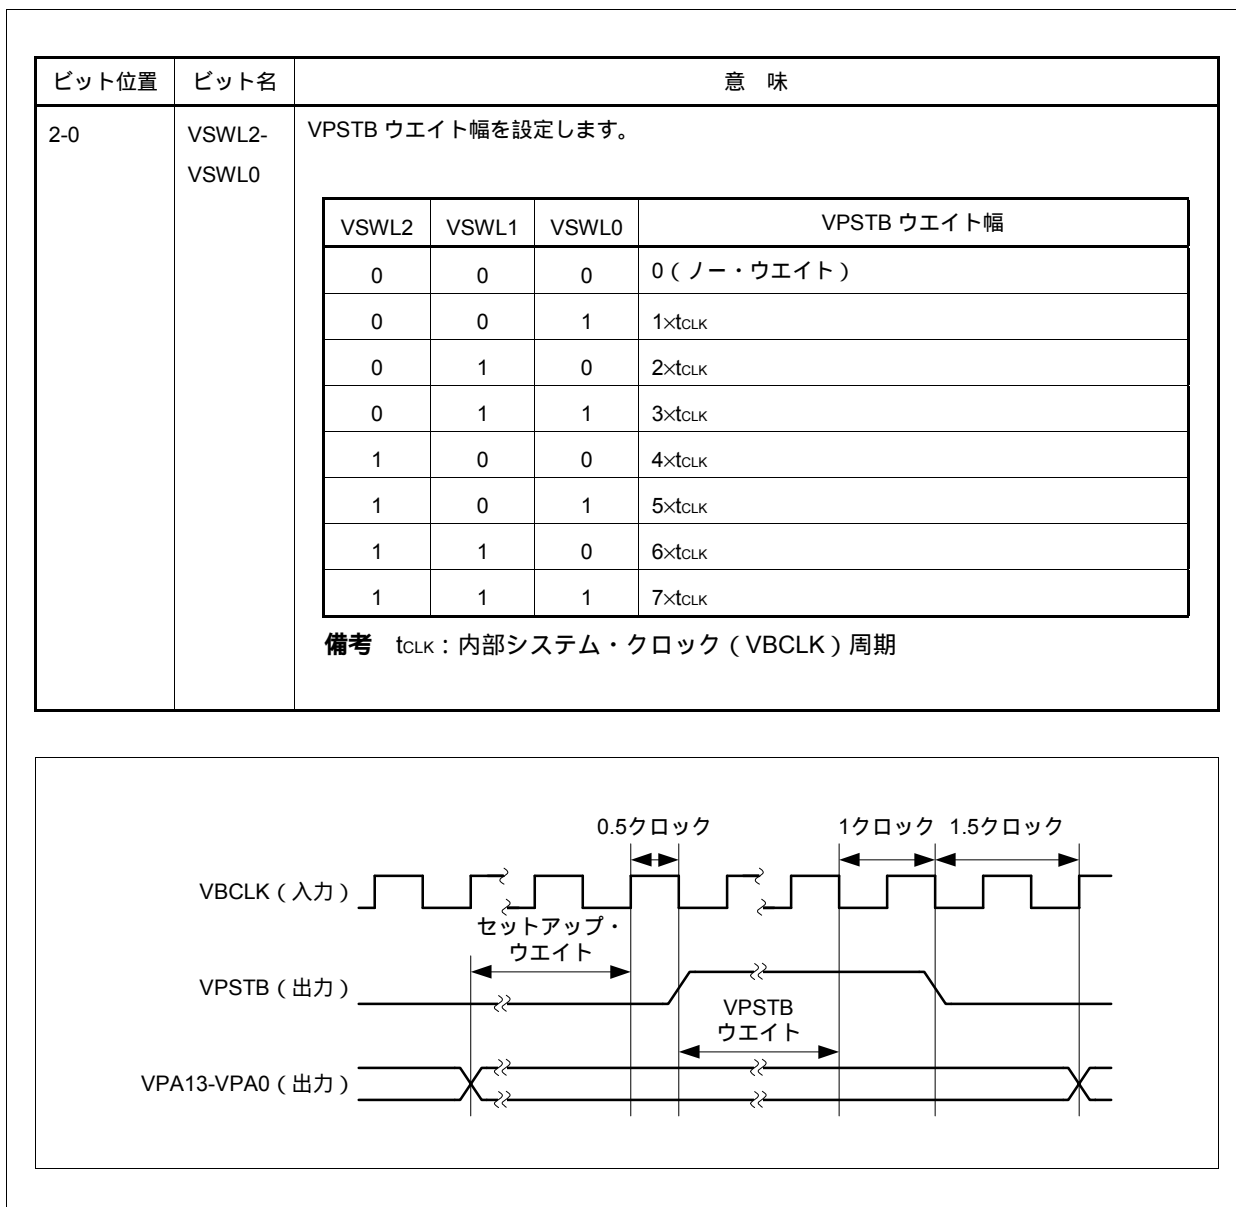 ビット位置 ビット名 意 味
2-0 VSWL2-VSWL0 VPSTB ウエイト幅を設定します。
VSWL2 VSWL1 VSWL0 VPSTB ウエイト幅
0 0 0 0(ノー・ウエイト)
0 0 1 1×tCLK
0 1 0 2×tCLK
0 1 1 3×tCLK
1 0 0 4×tCLK
1 0 1 5×tCLK
1 1 0 6×tCLK
1 1 1 7×tCLK
備考 tCLK:内部システム・クロック(VBCLK)周期
0.5クロック 1クロック 1.5クロック
VBCLK(入力)
セットアップ・
ウエイト
VPSTB(出力)
VPSTB
ウエイト
VPA13-VPA0(出力)